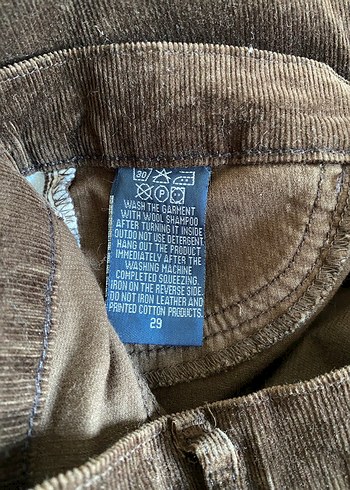 30
P
WASH THE GARMENT
WITH WOOL SHAMPOO
AFTER TURNING IT INSIDE
OUT.DO NOT USE DETERGENT.
HANG OUT THE PRODUCT
IMMEDIATELY AFTER THE
WASHING MACHINE
COMPLETED SQUEEZING.
IRON ON THE REVERSE SIDE.
DO NOT IRON LEATHER AND
PRINTED COTTON PRODUCTS.
29